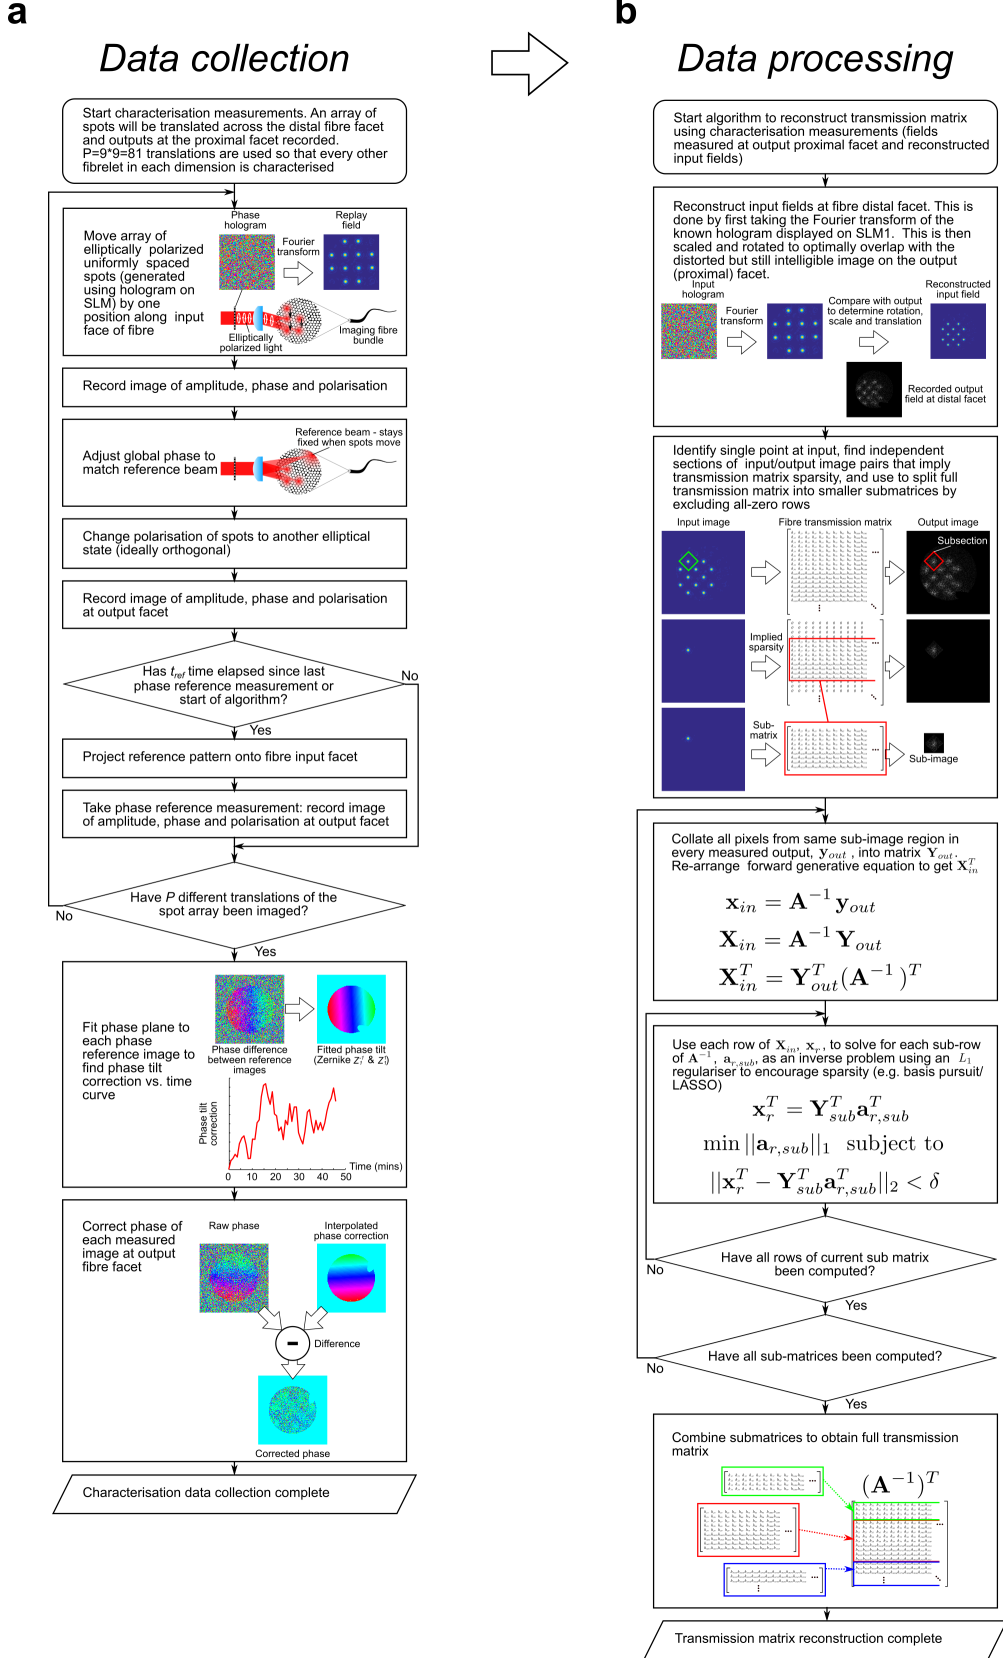 a
Data collection
Start characterisation measurements. An array of
spots will be translated across the distal fibre facet
and outputs at the proximal facet recorded.
P=9*9=81 translations are used so that every other
fibrelet in each dimension is characterised
Move array of
elliptically polarized
uniformly spaced
spots (generated
using hologram on
SLM) by one
position along input
face of fibre
Phase
hologram
Fourier
transform
Replay
field
Elliptically
polarized light
Imaging fibre
bundle
Record image of amplitude, phase and polarisation
Adjust global phase to
match reference beam
Reference beam - stays
fixed when spots move
Change polarisation of spots to another elliptical
state (ideally orthogonal)
Record image of amplitude, phase and polarisation
at output facet
Has t_ref time elapsed since last
phase reference measurement or
start of algorithm?
No
Yes
Project reference pattern onto fibre input facet
Take phase reference measurement: record image
of amplitude, phase and polarisation at output facet
Have P different translations of the
spot array been imaged?
No
Yes
Fit phase plane to
each phase
reference image to
find phase tilt
correction vs. time
curve
Phase difference
between reference
images
Fitted phase tilt
Phase tilt
correction
0 10 20 30 40 50
Time (mins)
Correct phase of
each measured
image at output
fibre facet
Raw phase
Interpolated
phase correction
Difference
Corrected phase
Characterisation data collection complete
b
Data processing
Start algorithm to reconstruct transmission matrix
using characterisation measurements (fields
measured at output proximal facet and reconstructed
input fields)
Reconstruct input fields at fibre distal facet. This is
done by first taking the Fourier transform of the
known hologram displayed on SLM1. This is then
scaled and rotated to optimally overlap with the
distorted but still intelligible image on the output
(proximal) facet.
Input
hologram
Fourier
transform
Compare with output
to determine rotation,
scale and translation
Reconstructed
input field
Recorded output
field at distal facet
Identify single point at input, find independent
sections of input/output image pairs that imply
transmission matrix sparsity, and use to split full
transmission matrix into smaller submatrices by
excluding all-zero rows
Input image
Fibre transmission matrix
Output image
Subsection
Implied
sparsity
Sub-
matrix
Sub-image
Collate all pixels from same sub-image region in
every measured output, y_out , into matrix Y_out.
Re-arrange forward generative equation to get X_in^T
x_in = A^−1 y_out
X_in = A^−1 Y_out
X_in^T = Y_out^T (A^−1)^T
Use each row of X_in, x_r, to solve for each sub-row
of A^−1, a_r,sub, as an inverse problem using an L_1
regulariser to encourage sparsity (e.g. basis pursuit/
LASSO)
x_r^T = Y_sub^T a_r,sub^T
min ||a_r,sub||_1 subject to
||x_r^T − Y_sub^T a_r,sub^T||_2 < δ
Have all rows of current sub matrix
been computed?
No
Yes
Have all sub-matrices been computed?
No
Yes
Combine submatrices to obtain full transmission
matrix
(A^−1)^T
Transmission matrix reconstruction complete